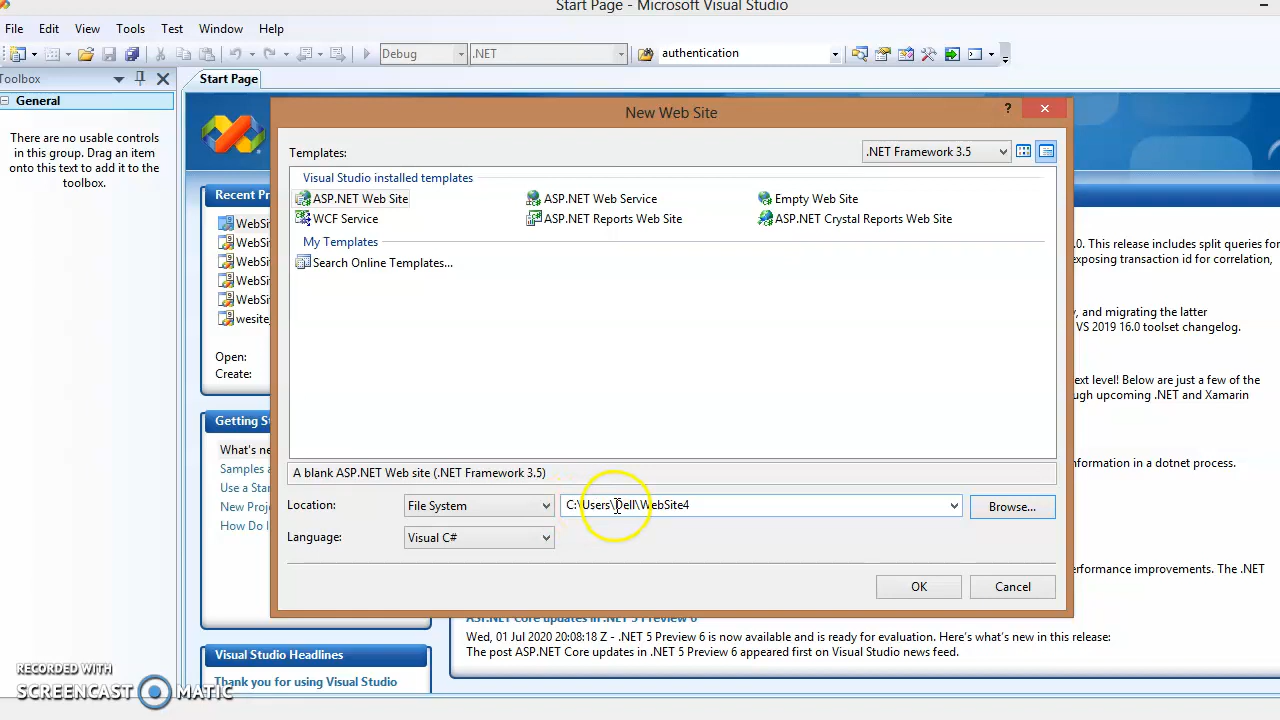 Start Page - Microsoft Visual Studio
File Edit View Tools Test Window Help
Debug .NET authentication
Toolbox
Start Page
General
There are no usable controls
in this group. Drag an item
onto this text to add it to the
toolbox.
New Web Site
Templates:
.NET Framework 3.5
Visual Studio installed templates
ASP.NET Web Site ASP.NET Web Service Empty Web Site
WCF Service ASP.NET Reports Web Site ASP.NET Crystal Reports Web Site
My Templates
Search Online Templates...
A blank ASP.NET Web site (.NET Framework 3.5)
Location: File System C:\Users\Dell\WebSite4 Browse...
Language: Visual C#
OK Cancel
Recent Pr
WebSit
WebSit
WebSit
WebSit
WebSit
wesite_
Open:
Create:
Getting St
What's ne
Samples a
Use a Star
New Proje
How Do I
Visual Studio Headlines
Thank you for using Visual Studio
.0. This release includes split queries for
exposing transaction id for correlation,
y, and migrating the latter
VS 2019 16.0 toolset changelog.
ext level! Below are just a few of the
ugh upcoming .NET and Xamarin
nformation in a dotnet process.
erformance improvements. The .NET
ASP.NET Core updates in .NET 5 Preview 6
Wed, 01 Jul 2020 20:08:18 Z - .NET 5 Preview 6 is now available and is ready for evaluation. Here's what's new in this release:
The post ASP.NET Core updates in .NET 5 Preview 6 appeared first on Visual Studio news feed.
RECORDED WITH
SCREENCAST MATIC